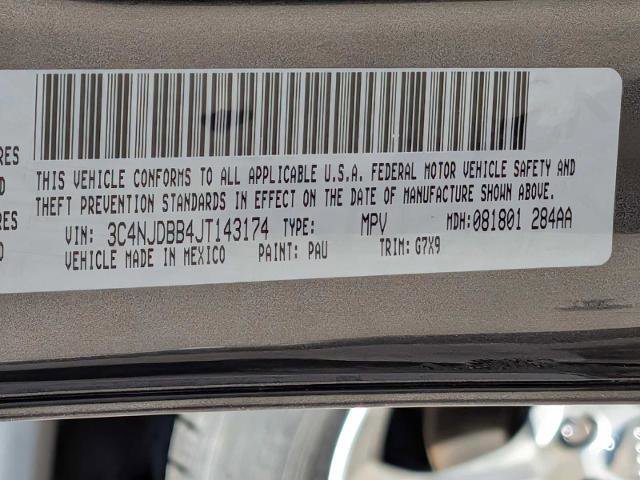 RES
THIS VEHICLE CONFORMS TO ALL APPLICABLE U.S.A. FEDERAL MOTOR VEHICLE SAFETY AND
D
THEFT PREVENTION STANDARDS IN EFFECT ON THE DATE OF MANUFACTURE SHOWN ABOVE.
RES
VIN: 3C4NJDBB4JT143174 TYPE: MPV MDH:081801 284AA
D
VEHICLE MADE IN MEXICO PAINT: PAU TRIM: G7X9